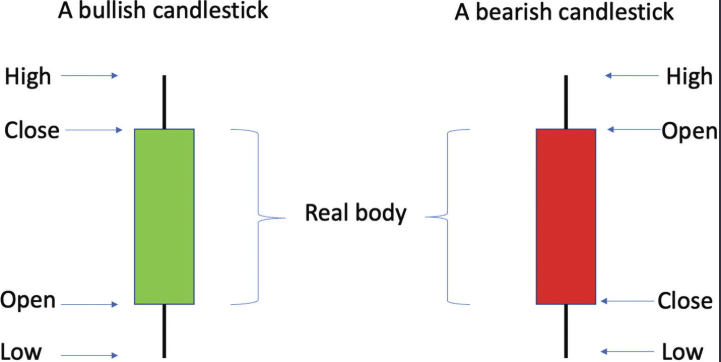 A bullish candlestick
A bearish candlestick
High
High
Close
Open
Real body
Open
Close
Low
Low